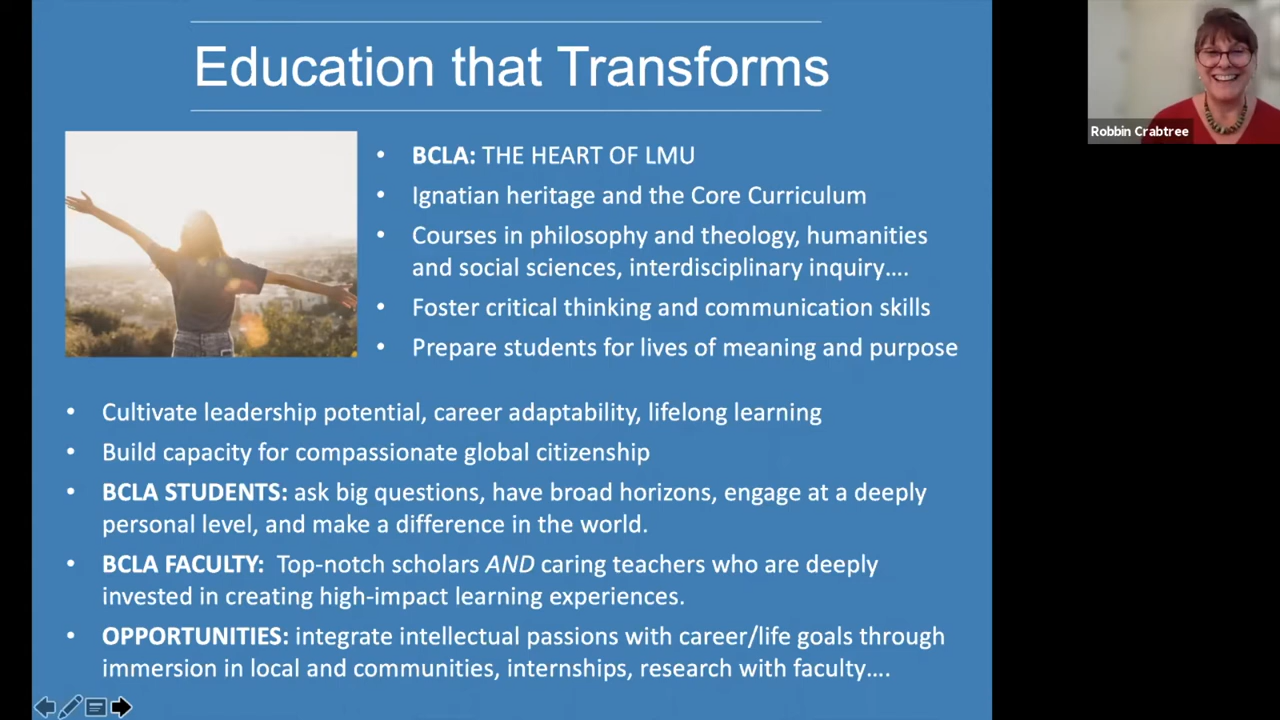 Education that Transforms
Robbin Crabtree
• BCLA: THE HEART OF LMU
• Ignatian heritage and the Core Curriculum
• Courses in philosophy and theology, humanities
and social sciences, interdisciplinary inquiry....
• Foster critical thinking and communication skills
• Prepare students for lives of meaning and purpose
• Cultivate leadership potential, career adaptability, lifelong learning
• Build capacity for compassionate global citizenship
• BCLA STUDENTS: ask big questions, have broad horizons, engage at a deeply
personal level, and make a difference in the world.
• BCLA FACULTY:  Top-notch scholars AND caring teachers who are deeply
invested in creating high-impact learning experiences.
• OPPORTUNITIES: integrate intellectual passions with career/life goals through
immersion in local and communities, internships, research with faculty....